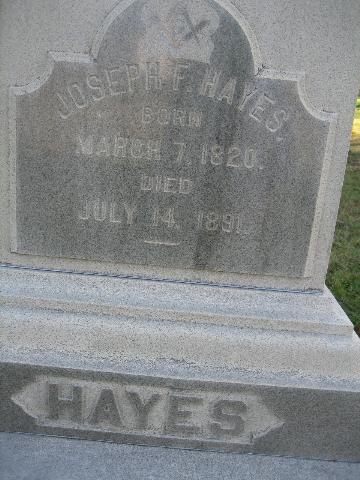 JOSEPH F. HAYES.
BORN
MARCH 7, 1820.
DIED
JULY 14, 1891.
HAYES